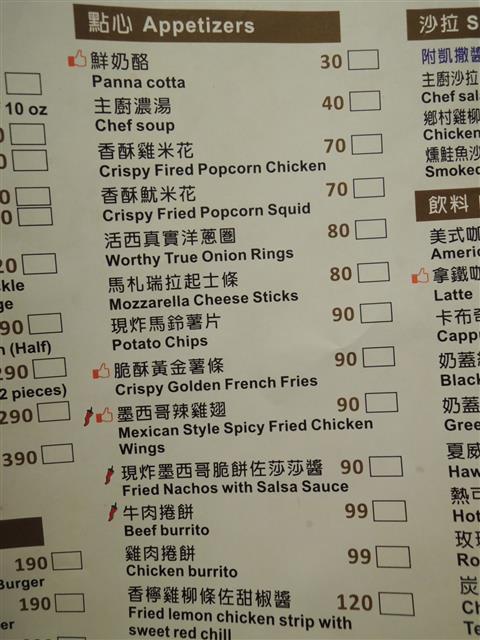 點心 Appetizers
鮮奶酪 30
Panna cotta
主廚濃湯 40
Chef soup
香酥雞米花 70
Crispy Fired Popcorn Chicken
香酥魷米花 70
Crispy Fried Popcorn Squid
活西真實洋蔥圈 80
Worthy True Onion Rings
馬札瑞拉起士條 80
Mozzarella Cheese Sticks
現炸馬鈴薯片 90
Potato Chips
脆酥黃金薯條 90
Crispy Golden French Fries
墨西哥辣雞翅 90
Mexican Style Spicy Fried Chicken
Wings
現炸墨西哥脆餅佐莎莎醬 90
Fried Nachos with Salsa Sauce
牛肉捲餅 99
Beef burrito
雞肉捲餅 99
Chicken burrito
香檸雞柳條佐甜椒醬 120
Fried lemon chicken strip with
sweet red chill
10 oz
(Half)
290
2 pieces)
290
390
190
Burger
190
沙拉 S
附凱撒醬
主廚沙拉
Chef sal
鄉村雞柳
Chicken
燻鮭魚沙
Smoked
飲料
美式咖
Americ
拿鐵咖
Latte
卡布奇
Capp
奶蓋紅
Black
奶蓋
Gree
夏威
Haw
熱可
Hot
玫瑰
Ro
炭
Ch
Te